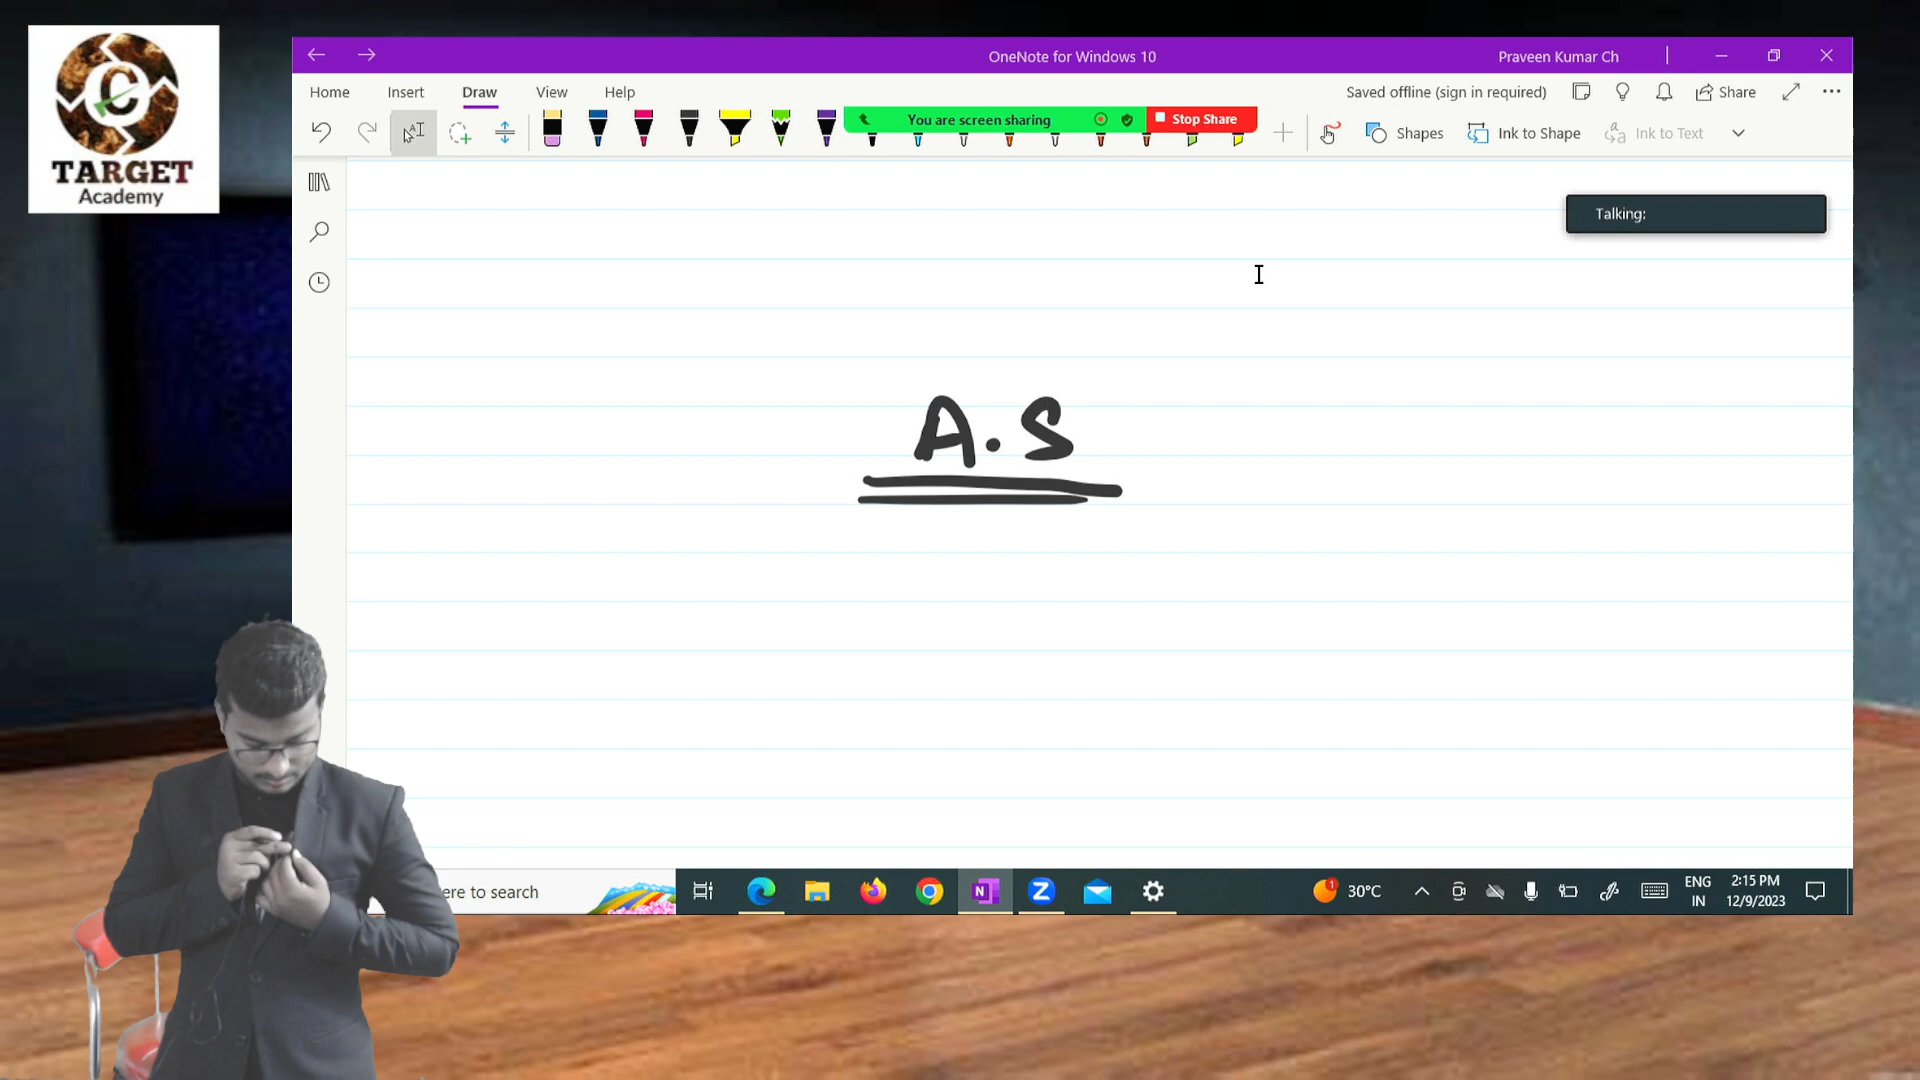 TARGET
Academy
OneNote for Windows 10
Praveen Kumar Ch
Home
Insert
Draw
View
Help
Saved offline (sign in required)
Share
You are screen sharing
Stop Share
Shapes
Ink to Shape
Ink to Text
Talking:
A.S
ere to search
30°C
ENG
IN
2:15 PM
12/9/2023